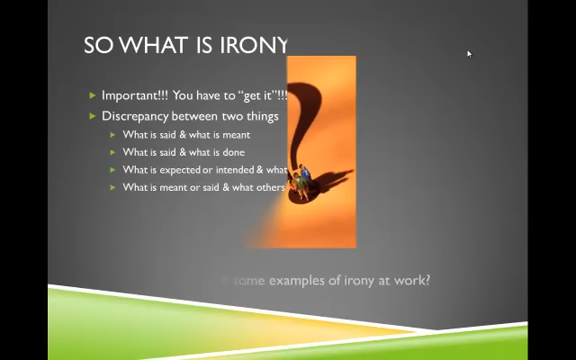 SO WHAT IS IRONY
Important!!! You have to “get it”!!!
Discrepancy between two things
What is said & what is meant
What is said & what is done
What is expected or intended & what
What is meant or said & what others
some examples of irony at work?